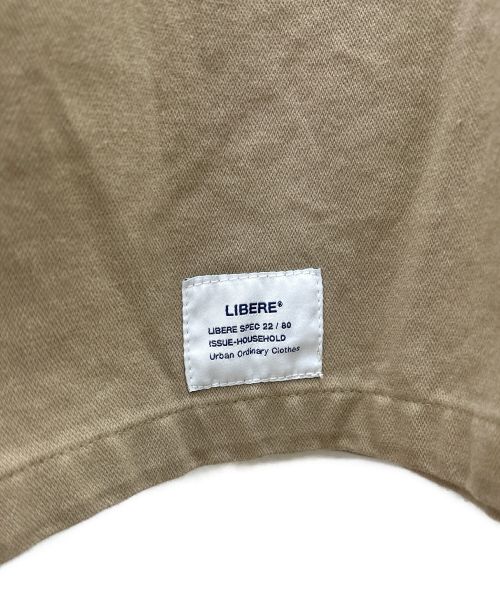 LIBERE®
LIBERE SPEC 22 / 80
ISSUE-HOUSEHOLD
Urban Ordinary Clothes